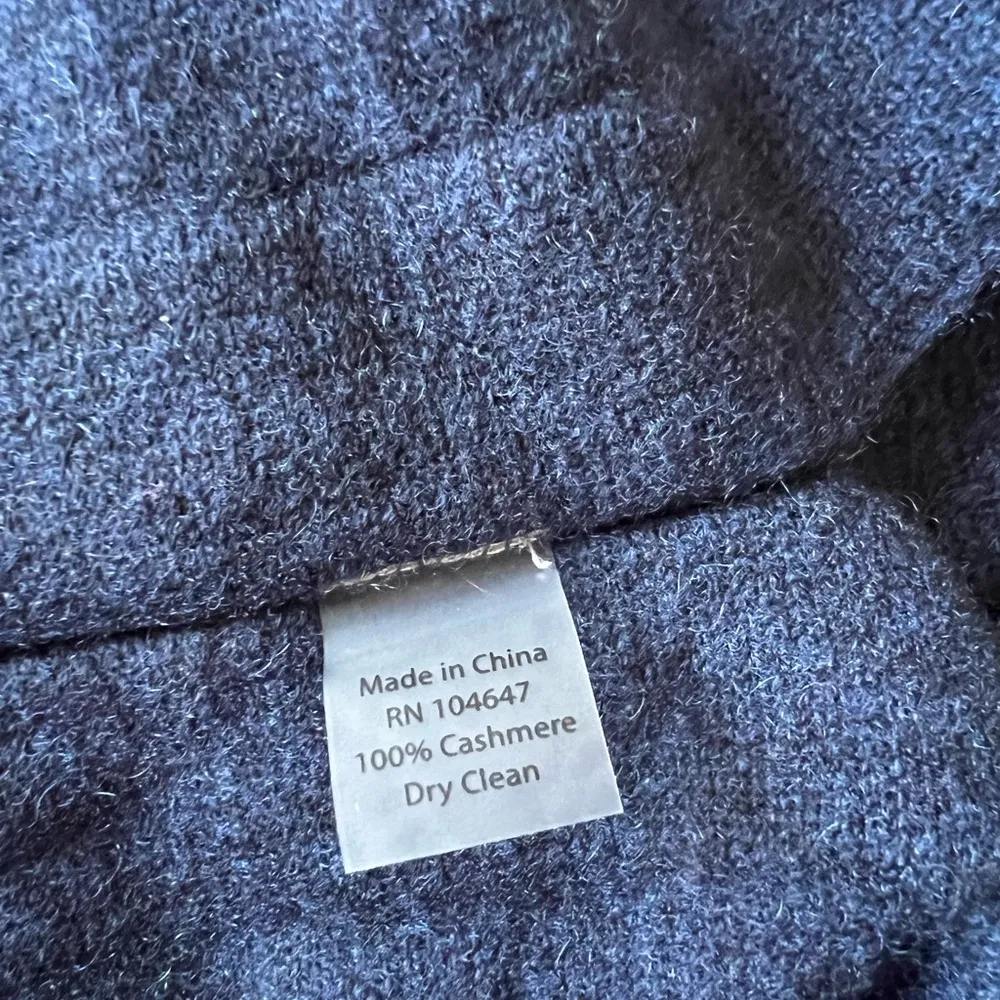 Made in China
RN 104647
100% Cashmere
Dry Clean